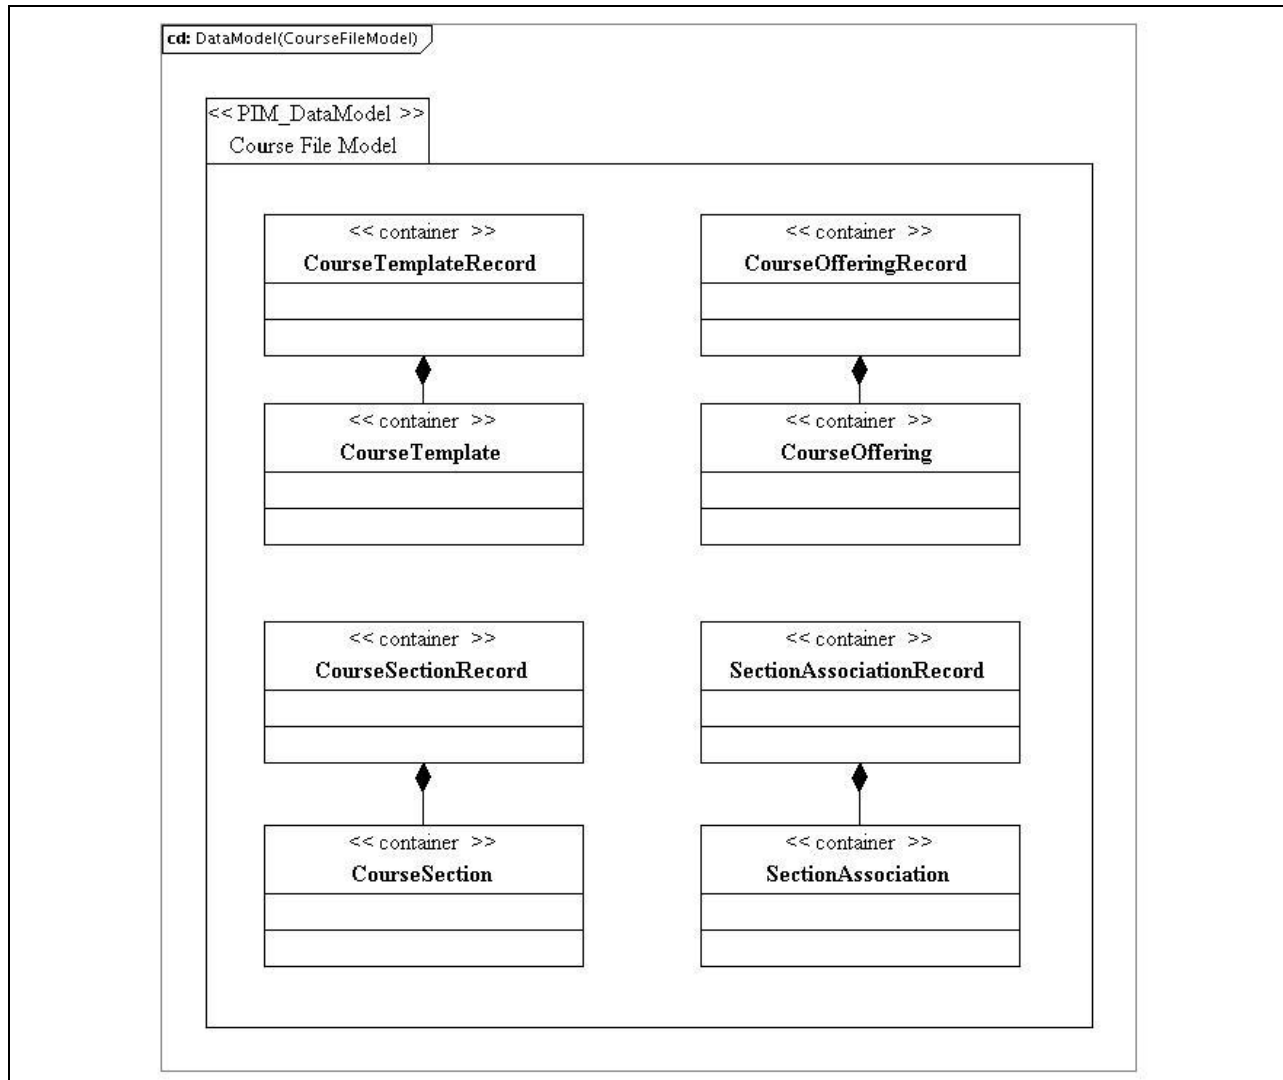 cd: DataModel(CourseFileModel)
<< PIM_DataModel >>
Course File Model
<< container >>
CourseTemplateRecord
<< container >>
CourseOfferingRecord
<< container >>
CourseTemplate
<< container >>
CourseOffering
<< container >>
CourseSectionRecord
<< container >>
SectionAssociationRecord
<< container >>
CourseSection
<< container >>
SectionAssociation